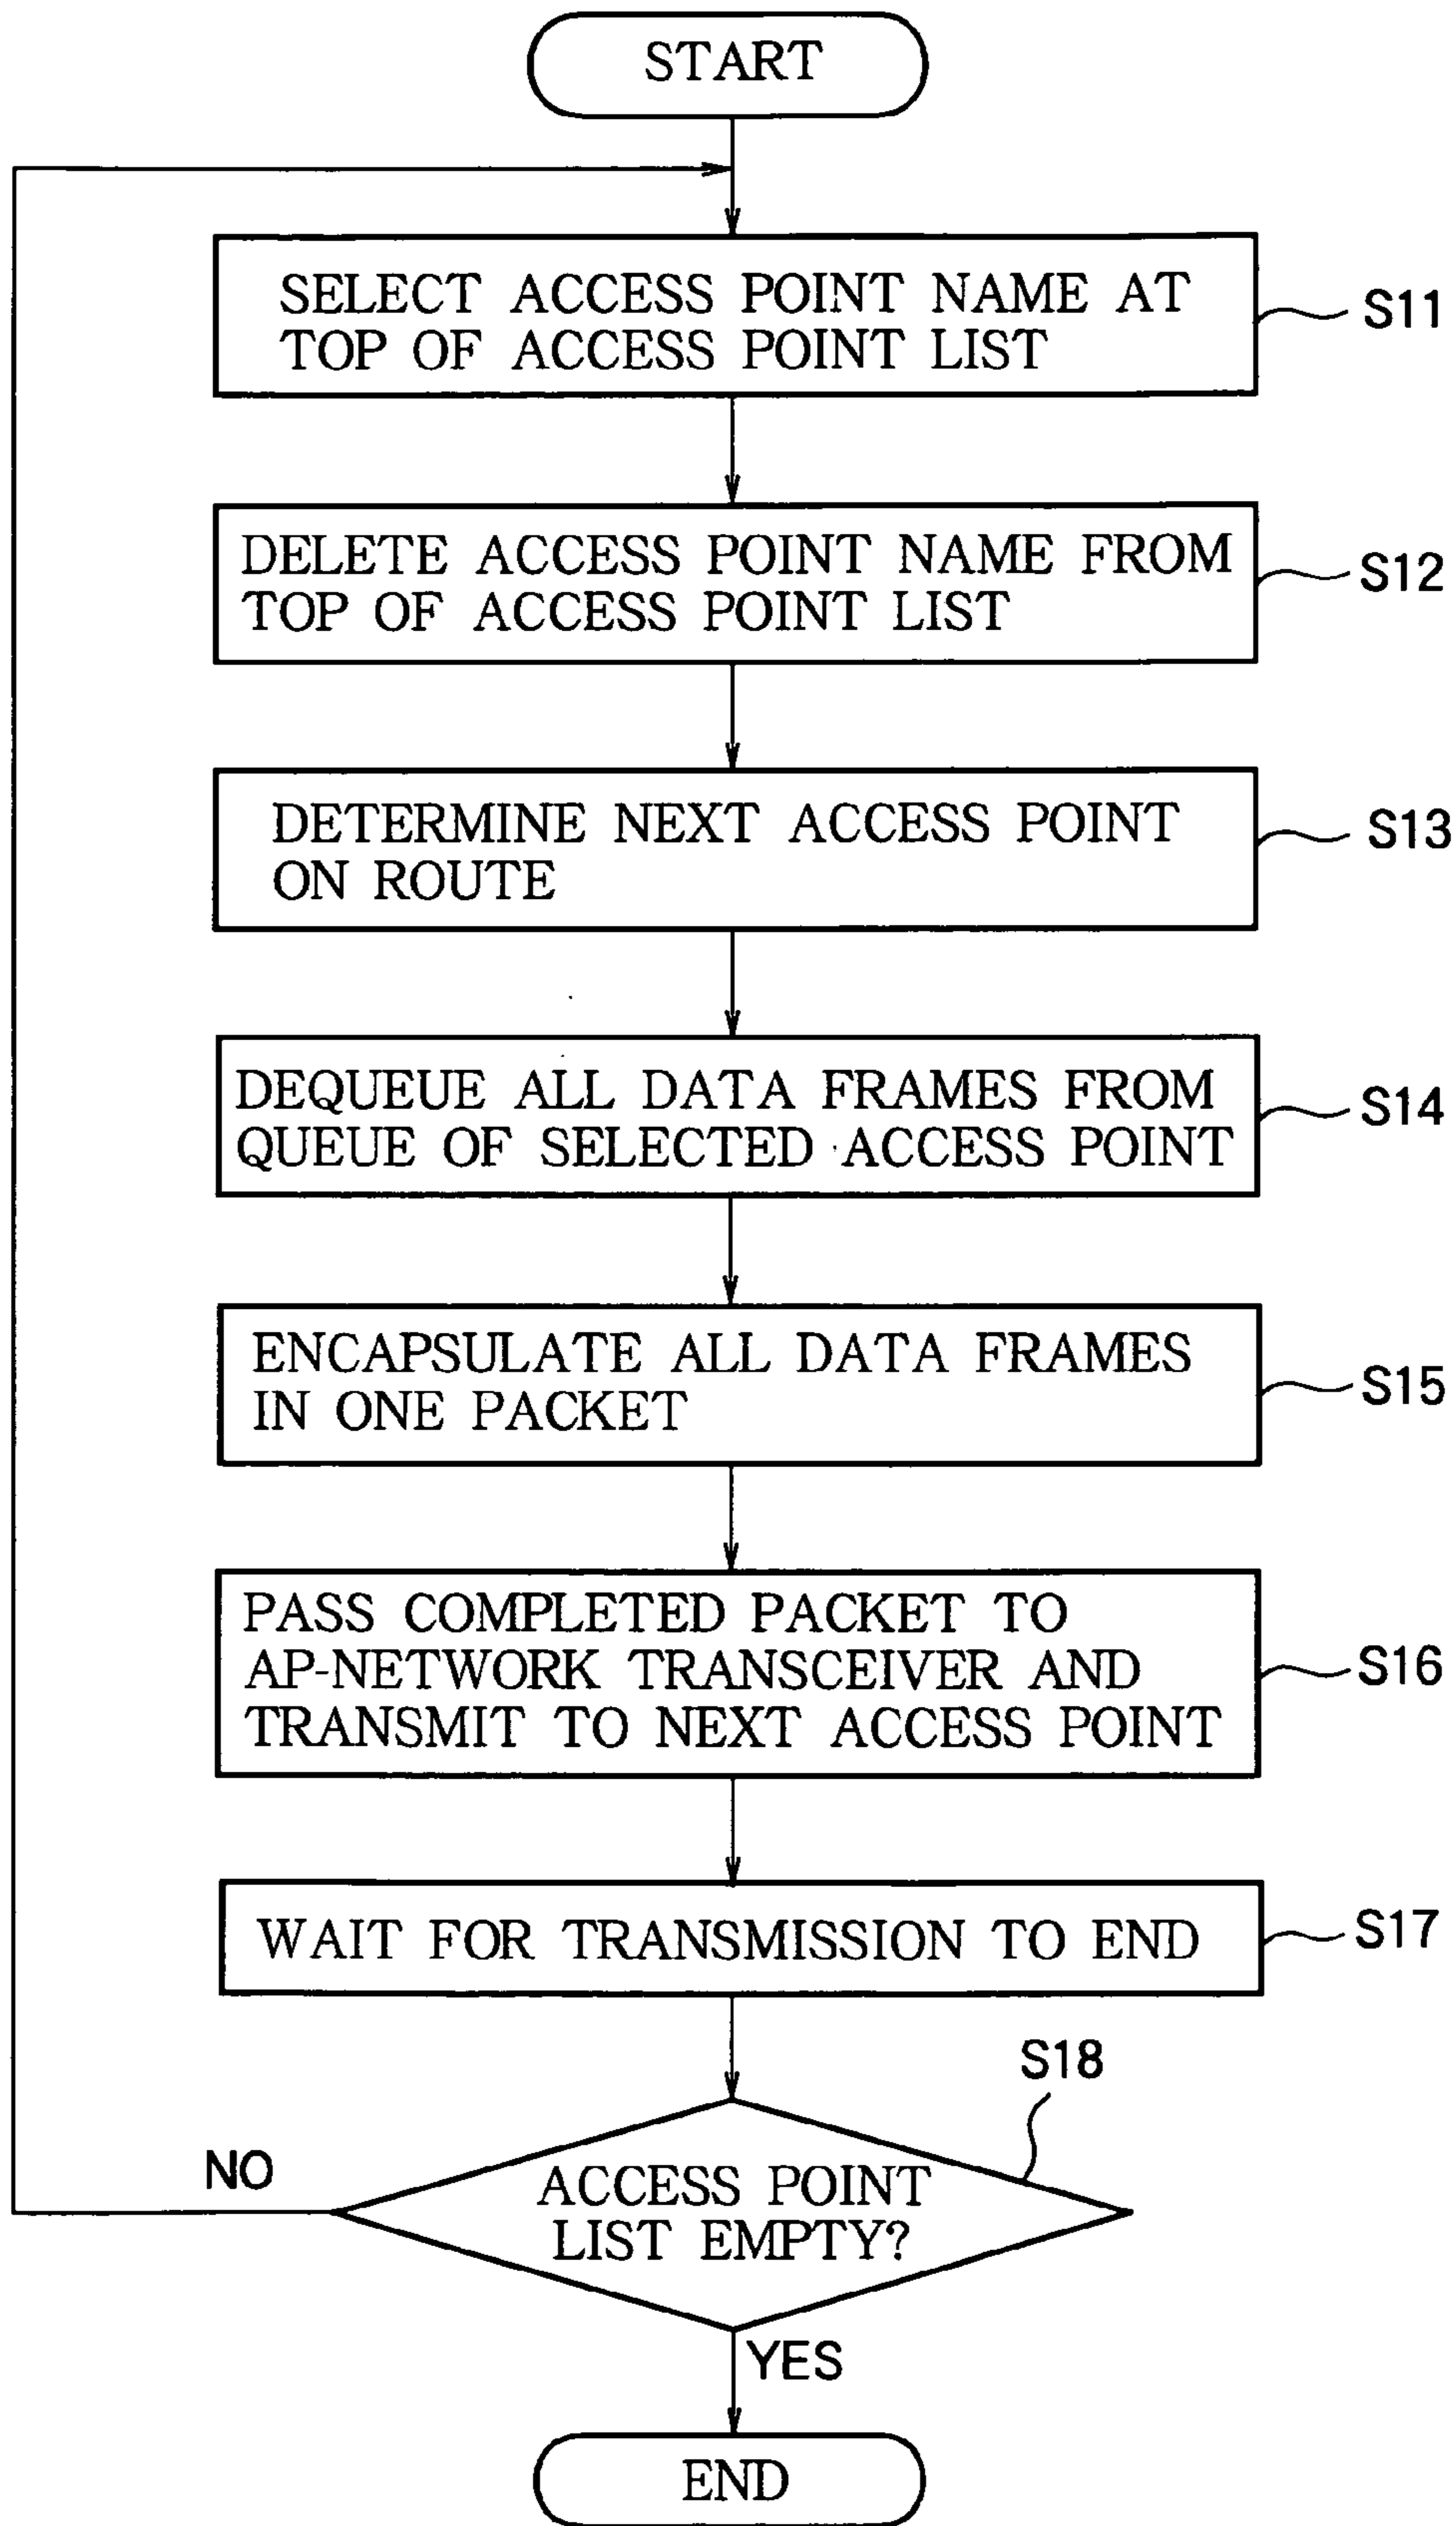 START
SELECT ACCESS POINT NAME AT
TOP OF ACCESS POINT LIST
S11
DELETE ACCESS POINT NAME FROM
TOP OF ACCESS POINT LIST
S12
DETERMINE NEXT ACCESS POINT
ON ROUTE
S13
DEQUEUE ALL DATA FRAMES FROM
QUEUE OF SELECTED ACCESS POINT
S14
ENCAPSULATE ALL DATA FRAMES
IN ONE PACKET
S15
PASS COMPLETED PACKET TO
AP-NETWORK TRANSCEIVER AND
TRANSMIT TO NEXT ACCESS POINT
S16
WAIT FOR TRANSMISSION TO END
S17
S18
NO
ACCESS POINT
LIST EMPTY?
YES
END